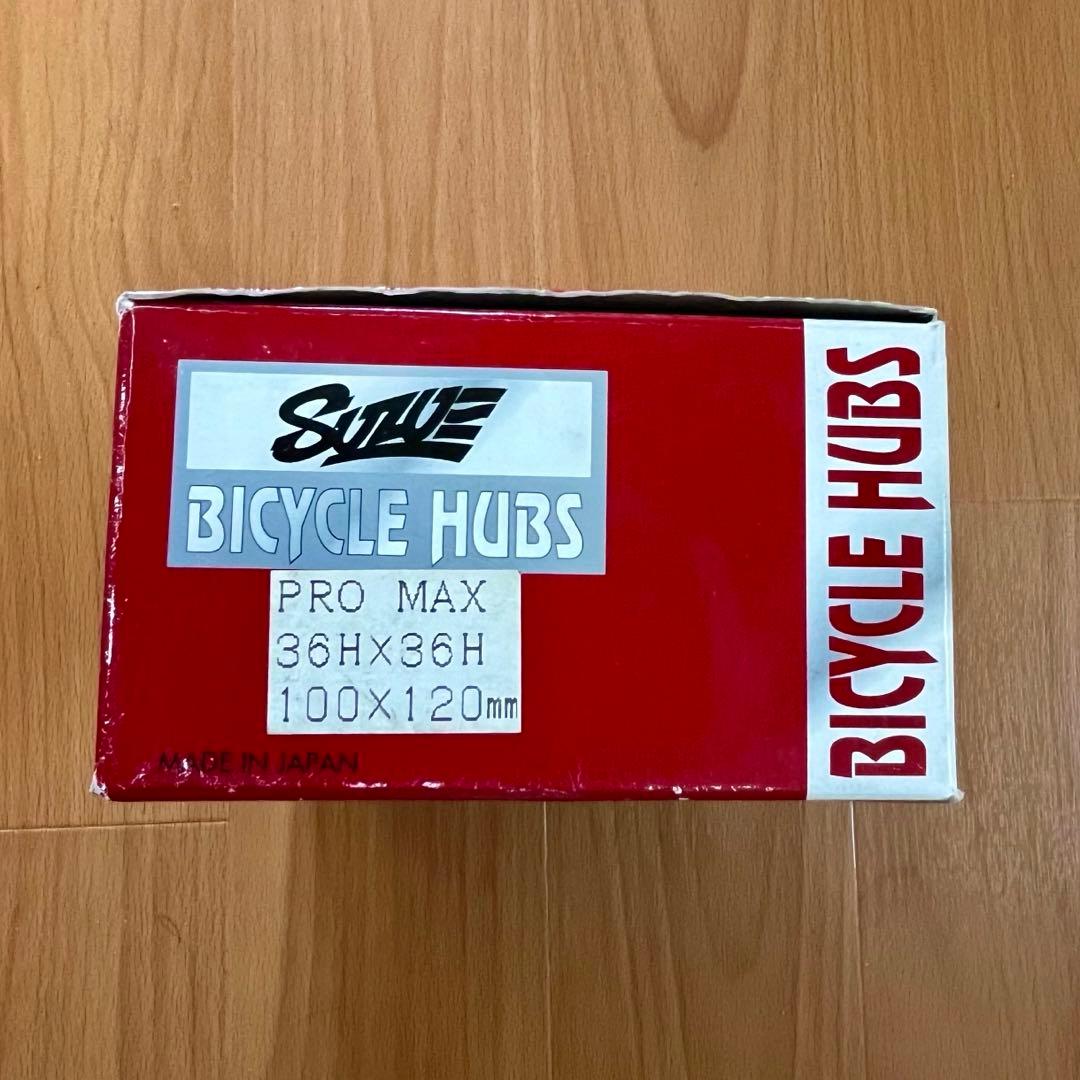 SUZUE
BICYCLE HUBS
PRO MAX
36H×36H
100×120mm
MADE IN JAPAN
BICYCLE HUBS